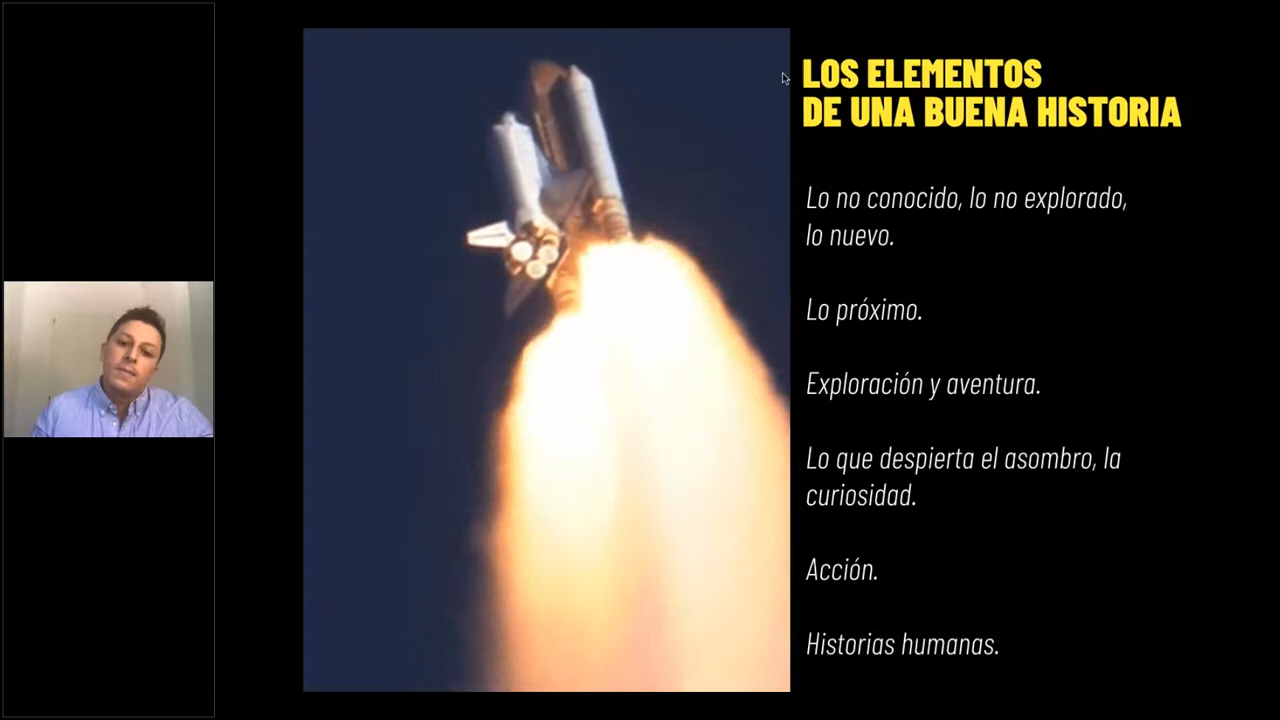 LOS ELEMENTOS
DE UNA BUENA HISTORIA
Lo no conocido, lo no explorado,
lo nuevo.
Lo próximo.
Exploración y aventura.
Lo que despierta el asombro, la
curiosidad.
Acción.
Historias humanas.